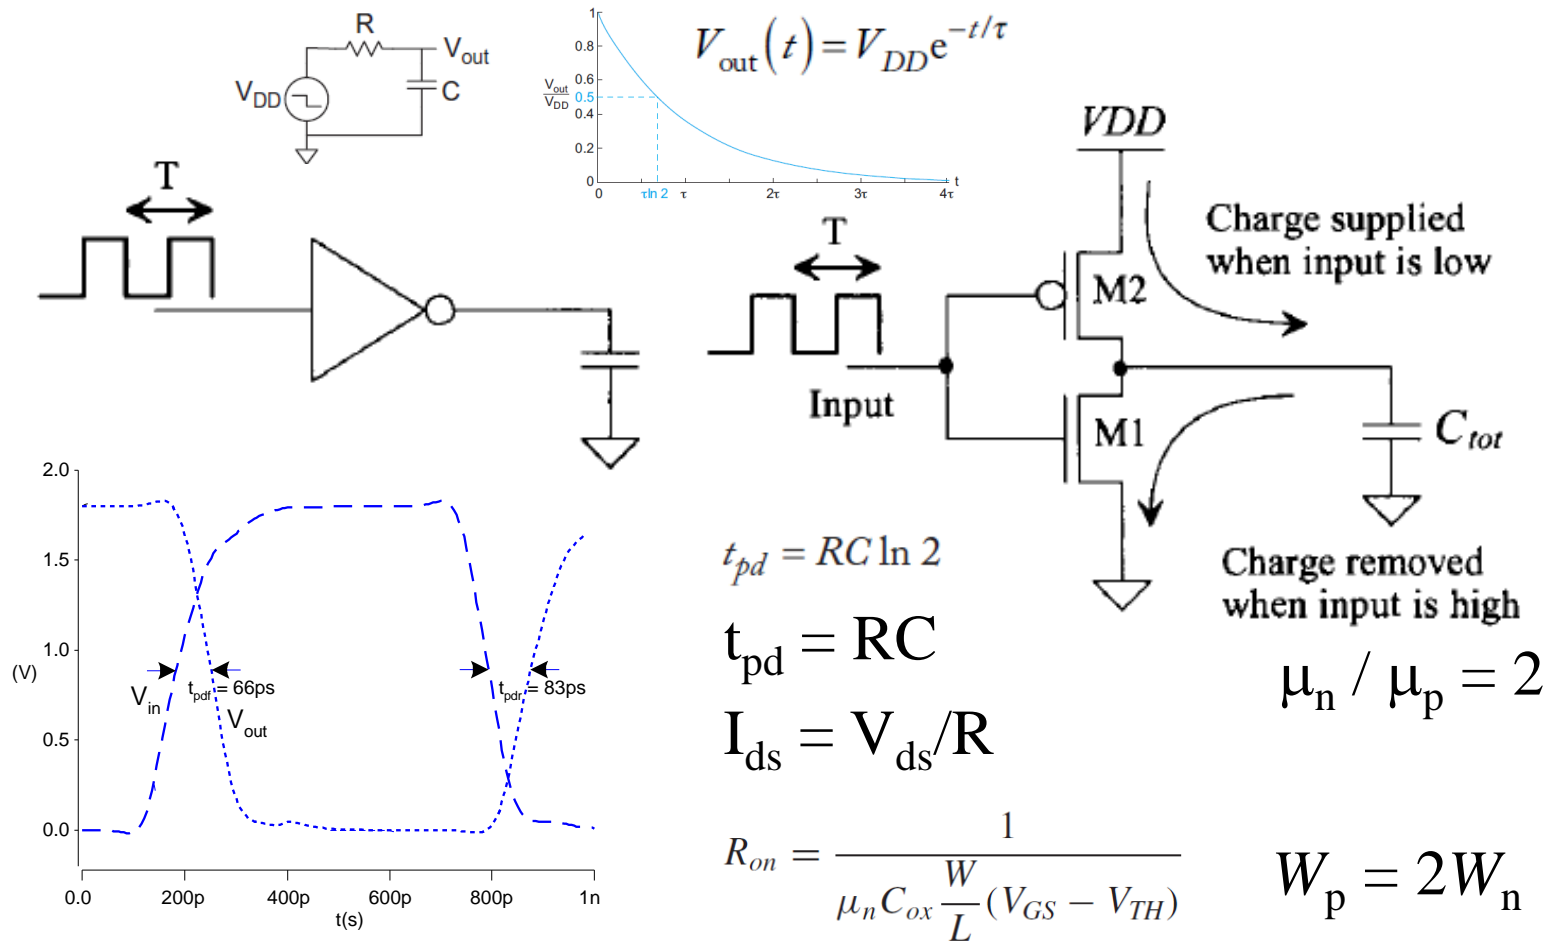 R
V_out
V_DD
C
1
0.8
0.6
V_out/V_DD
0.5
0.4
0.2
0
0 τln 2 τ 2τ 3τ 4τ
t
V_out(t) = V_DD e^{−t/τ}
T
VDD
Charge supplied
when input is low
M2
T
Input
M1
C_tot
Charge removed
when input is high
2.0
1.5
1.0
(V)
0.5
0.0
V_in
t_pdf = 66ps
V_out
t_pdr = 83ps
0.0 200p 400p 600p 800p 1n
t(s)
t_pd = RC ln 2
t_pd = RC
I_ds = V_ds/R
R_on = 1 / (μ_n C_ox W/L (V_GS − V_TH))
μ_n / μ_p = 2
W_p = 2W_n